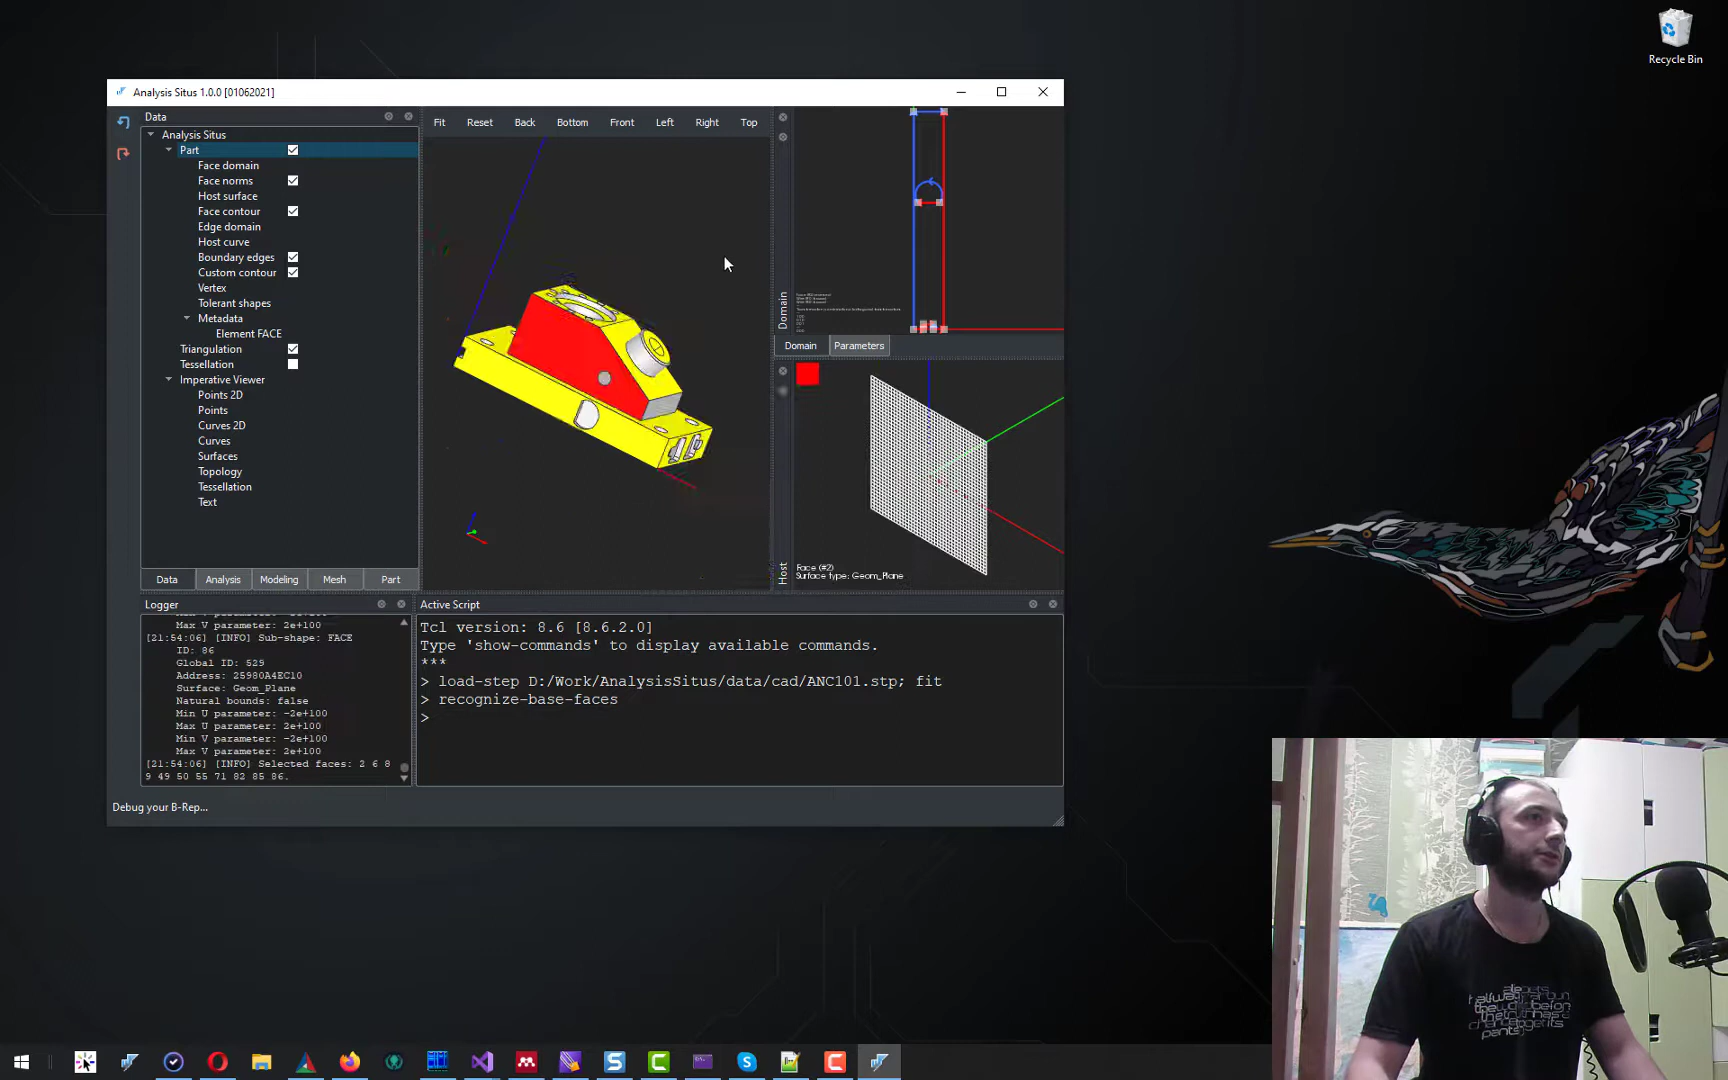 Recycle Bin
Analysis Situs 1.0.0 [01062021]
Data
Analysis Situs
Part
Face domain
Face norms
Host surface
Face contour
Edge domain
Host curve
Boundary edges
Custom contour
Vertex
Tolerant shapes
Metadata
Element FACE
Triangulation
Tessellation
Imperative Viewer
Points 2D
Points
Curves 2D
Curves
Surfaces
Topology
Tessellation
Text
Data Analysis Modeling Mesh Part
Fit Reset Back Bottom Front Left Right Top
Domain
Domain Parameters
Host
Face (#2)
Surface type: Geom_Plane
Logger
Max V parameter: 2e+100
[21:54:06] [INFO] Sub-shape: FACE
ID: 86
Global ID: 529
Address: 25980A4EC10
Surface: Geom_Plane
Natural bounds: false
Min U parameter: -2e+100
Max U parameter: 2e+100
Min V parameter: -2e+100
Max V parameter: 2e+100
[21:54:06] [INFO] Selected faces: 2 6 8
9 49 50 55 71 82 85 86.
Active Script
Tcl version: 8.6 [8.6.2.0]
Type 'show-commands' to display available commands.
***
> load-step D:/Work/AnalysisSitus/data/cad/ANC101.stp; fit
> recognize-base-faces
>
Debug your B-Rep...